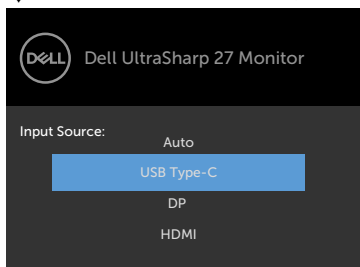 DELL Dell UltraSharp 27 Monitor
Input Source:
Auto
USB Type-C
DP
HDMI